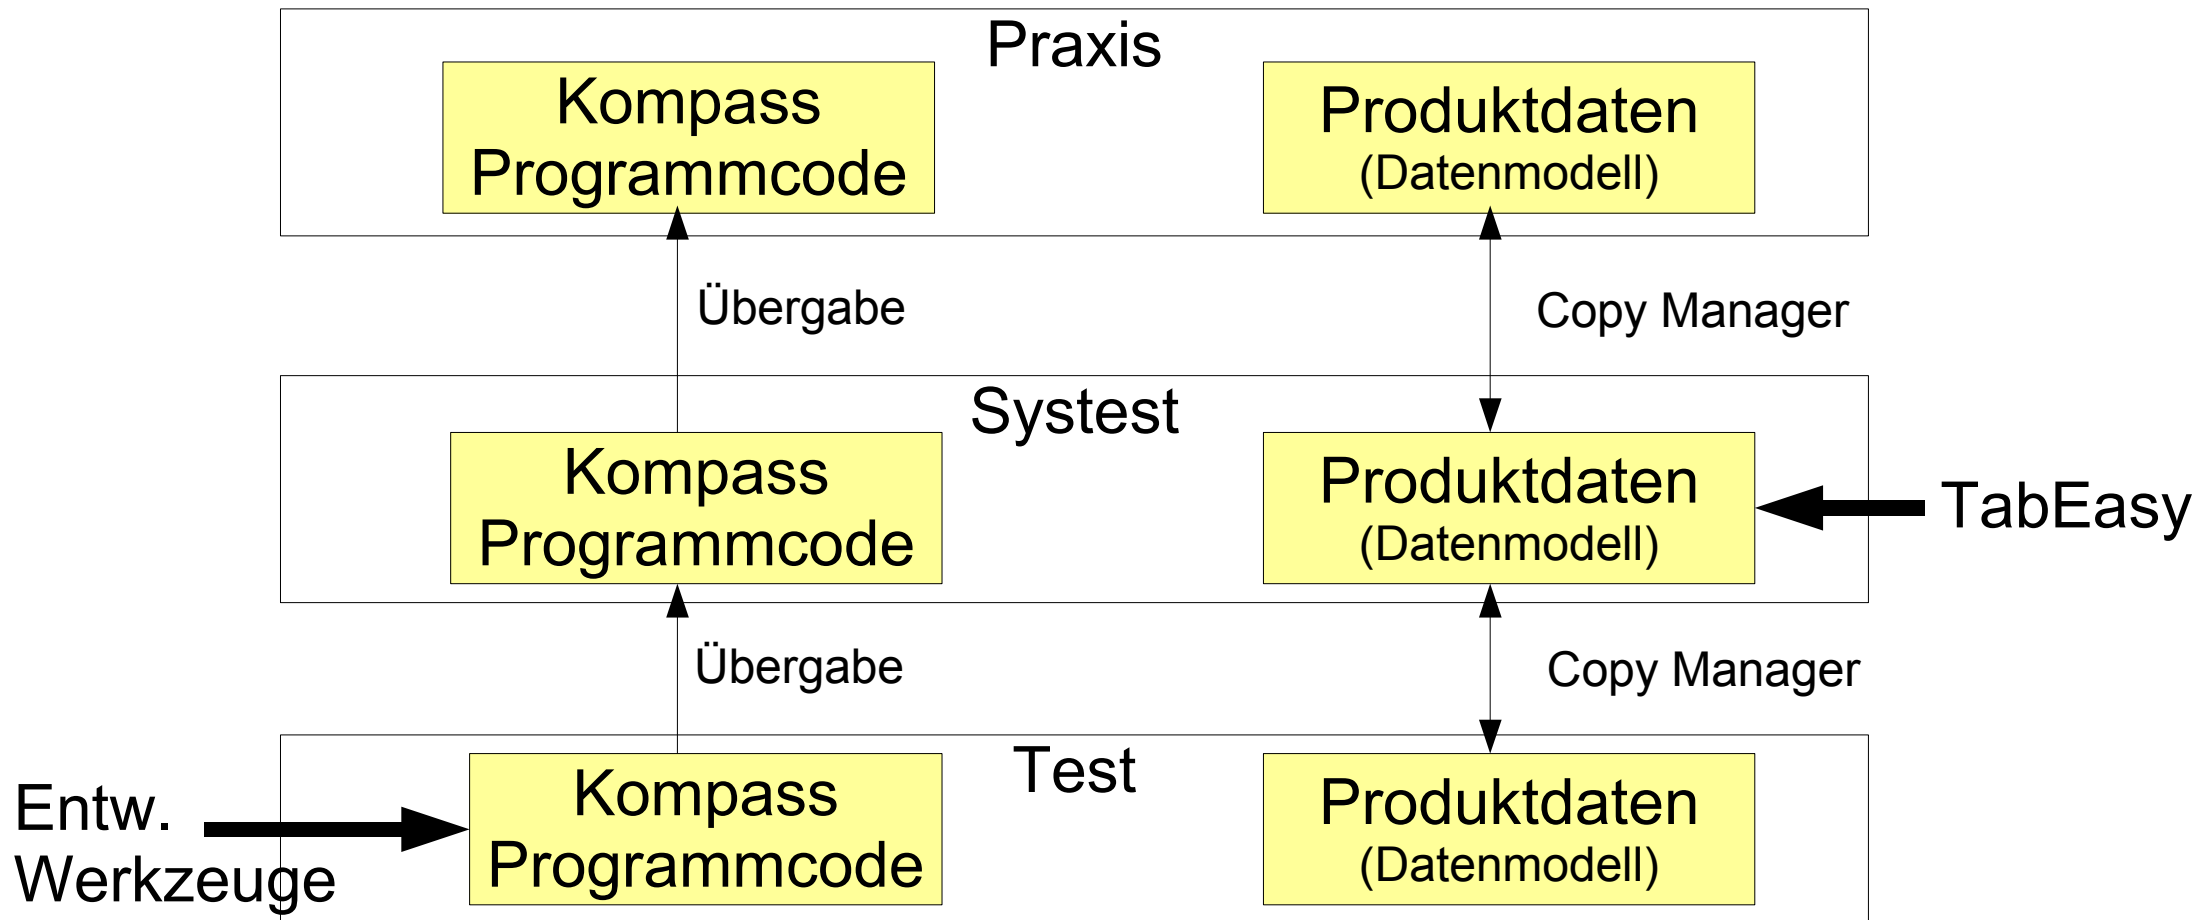 Praxis
Kompass
Programmcode
Produktdaten
(Datenmodell)
Übergabe
Copy Manager
Systest
Kompass
Programmcode
Produktdaten
(Datenmodell)
TabEasy
Übergabe
Copy Manager
Test
Entw.
Werkzeuge
Kompass
Programmcode
Produktdaten
(Datenmodell)